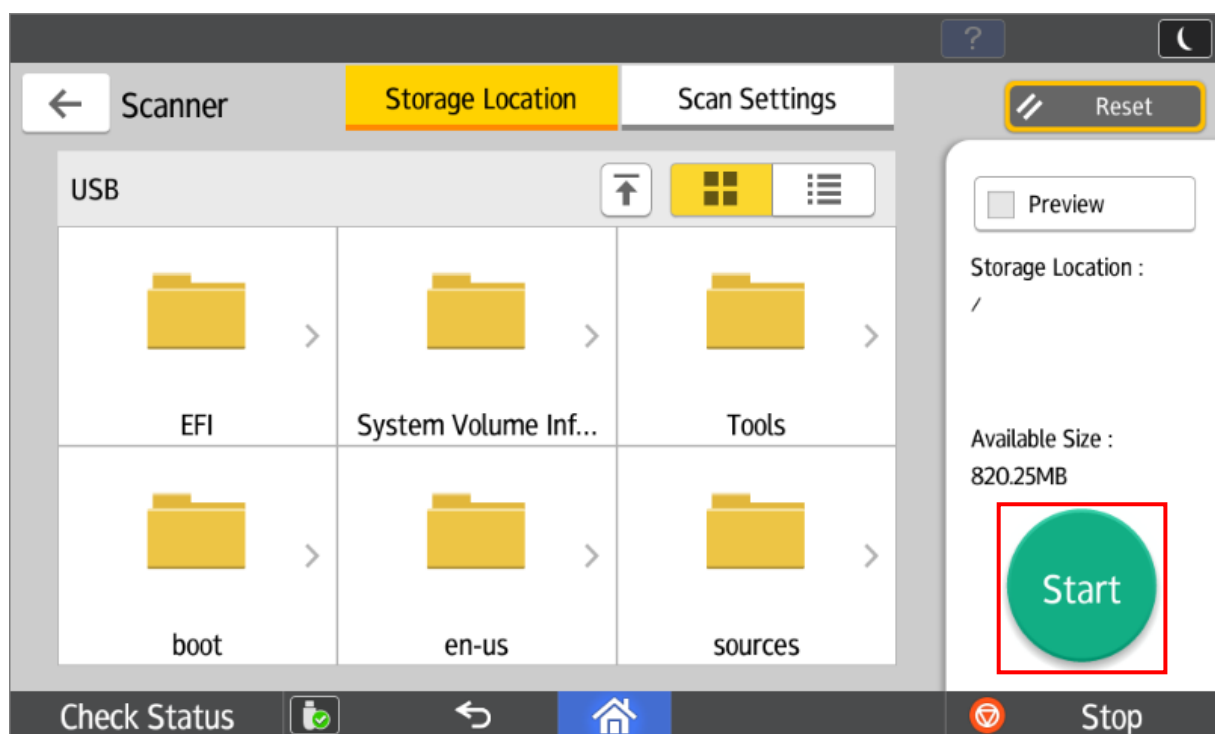 ?
Scanner
Storage Location
Scan Settings
Reset
USB
Preview
Storage Location :
/
EFI
System Volume Inf...
Tools
Available Size :
820.25MB
boot
en-us
sources
Start
Check Status
Stop